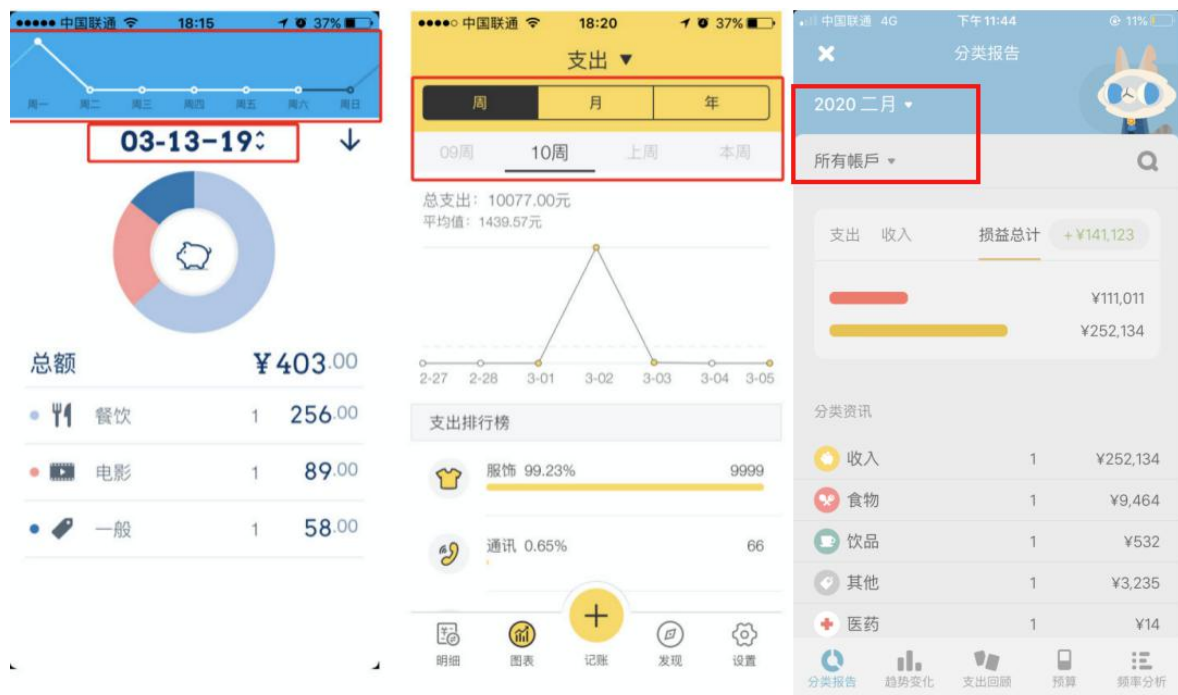 中国联通 18:15 37%
周一 周二 周三 周四 周五 周六 周日
03-13-19
总额 ¥403.00
餐饮 1 256.00
电影 1 89.00
一般 1 58.00
中国联通 18:20 37%
支出 ▼
周 月 年
09周 10周 上周 本周
总支出：10077.00元
平均值：1439.57元
2-27 2-28 3-01 3-02 3-03 3-04 3-05
支出排行榜
服饰 99.23% 9999
通讯 0.65% 66
明细 图表 记账 发现 设置
中国联通 4G 下午11:44 11%
分类报告
2020 二月
所有帳戶
支出 收入 损益总计 +¥141,123
¥111,011
¥252,134
分类资讯
收入 1 ¥252,134
食物 1 ¥9,464
饮品 1 ¥532
其他 1 ¥3,235
医药 1 ¥14
分类报告 趋势变化 支出回顾 预算 频率分析